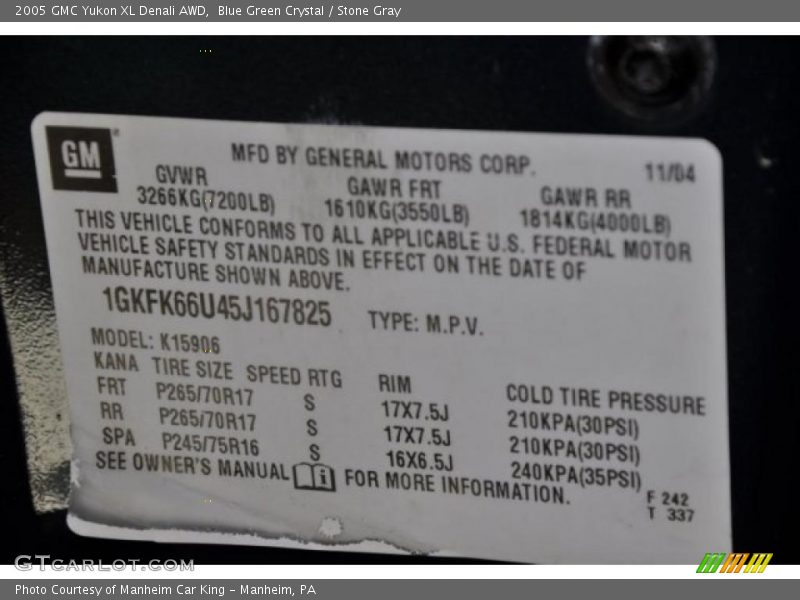 2005 GMC Yukon XL Denali AWD,  Blue Green Crystal / Stone Gray
GM
MFD BY GENERAL MOTORS CORP.
11/04
GVWR GAWR FRT GAWR RR
3266KG(7200LB) 1610KG(3550LB) 1814KG(4000LB)
THIS VEHICLE CONFORMS TO ALL APPLICABLE U.S. FEDERAL MOTOR
VEHICLE SAFETY STANDARDS IN EFFECT ON THE DATE OF
MANUFACTURE SHOWN ABOVE.
1GKFK66U45J167825 TYPE: M.P.V.
MODEL: K15906
KANA TIRE SIZE SPEED RTG RIM COLD TIRE PRESSURE
FRT P265/70R17 S 17X7.5J 210KPA(30PSI)
RR P265/70R17 S 17X7.5J 210KPA(30PSI)
SPA P245/75R16 S 16X6.5J 240KPA(35PSI)
SEE OWNER'S MANUAL FOR MORE INFORMATION.
F 242
T 337
GTCARLOT.COM
Photo Courtesy of Manheim Car King - Manheim, PA